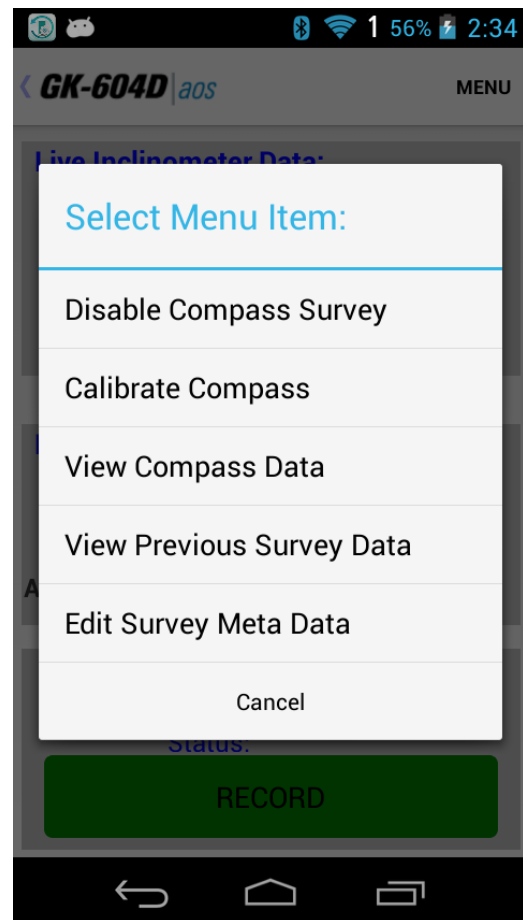 1 56% 2:34
GK-604D|aos MENU
Live Inclinometer Data:
Select Menu Item:
Disable Compass Survey
Calibrate Compass
View Compass Data
View Previous Survey Data
Edit Survey Meta Data
Cancel
Status:
RECORD